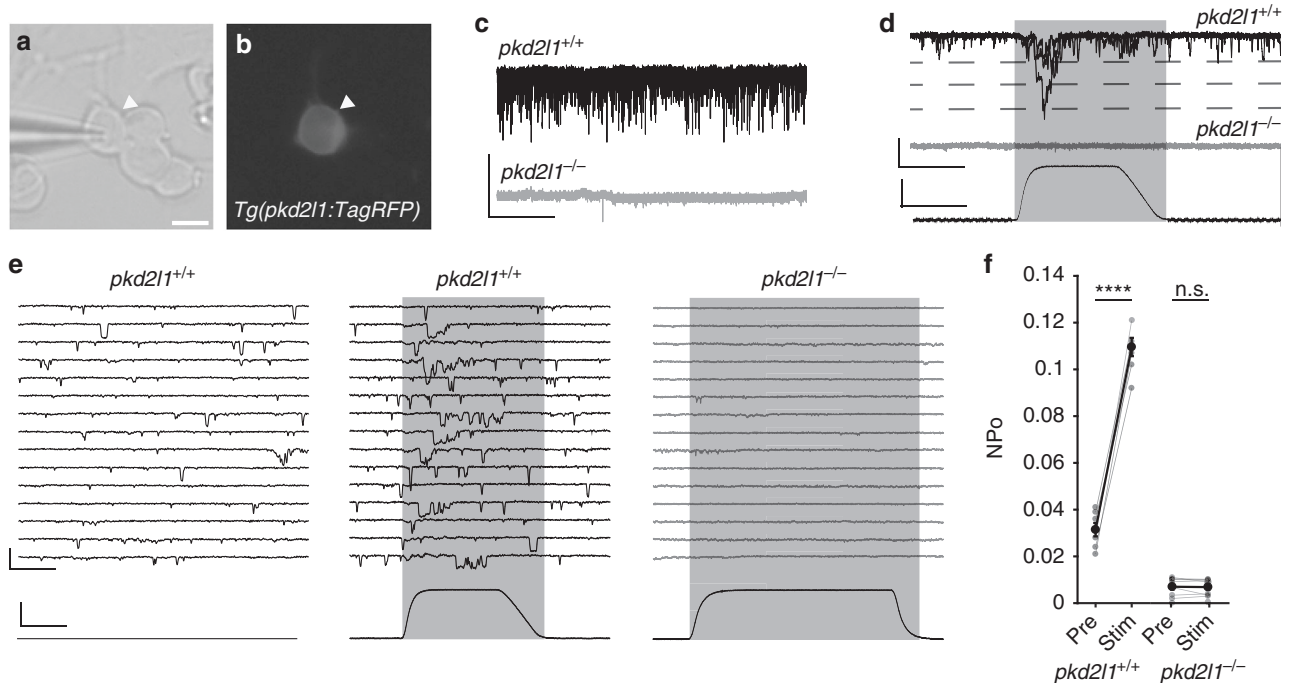 a
b
Tg(pkd2l1:TagRFP)
c
pkd2l1+/+
pkd2l1−/−
d
pkd2l1+/+
pkd2l1−/−
e
pkd2l1+/+
pkd2l1+/+
pkd2l1−/−
f
NPo
0.14
0.12
0.1
0.08
0.06
0.04
0.02
0
****
n.s.
Pre
Stim
Pre
Stim
pkd2l1+/+
pkd2l1−/−